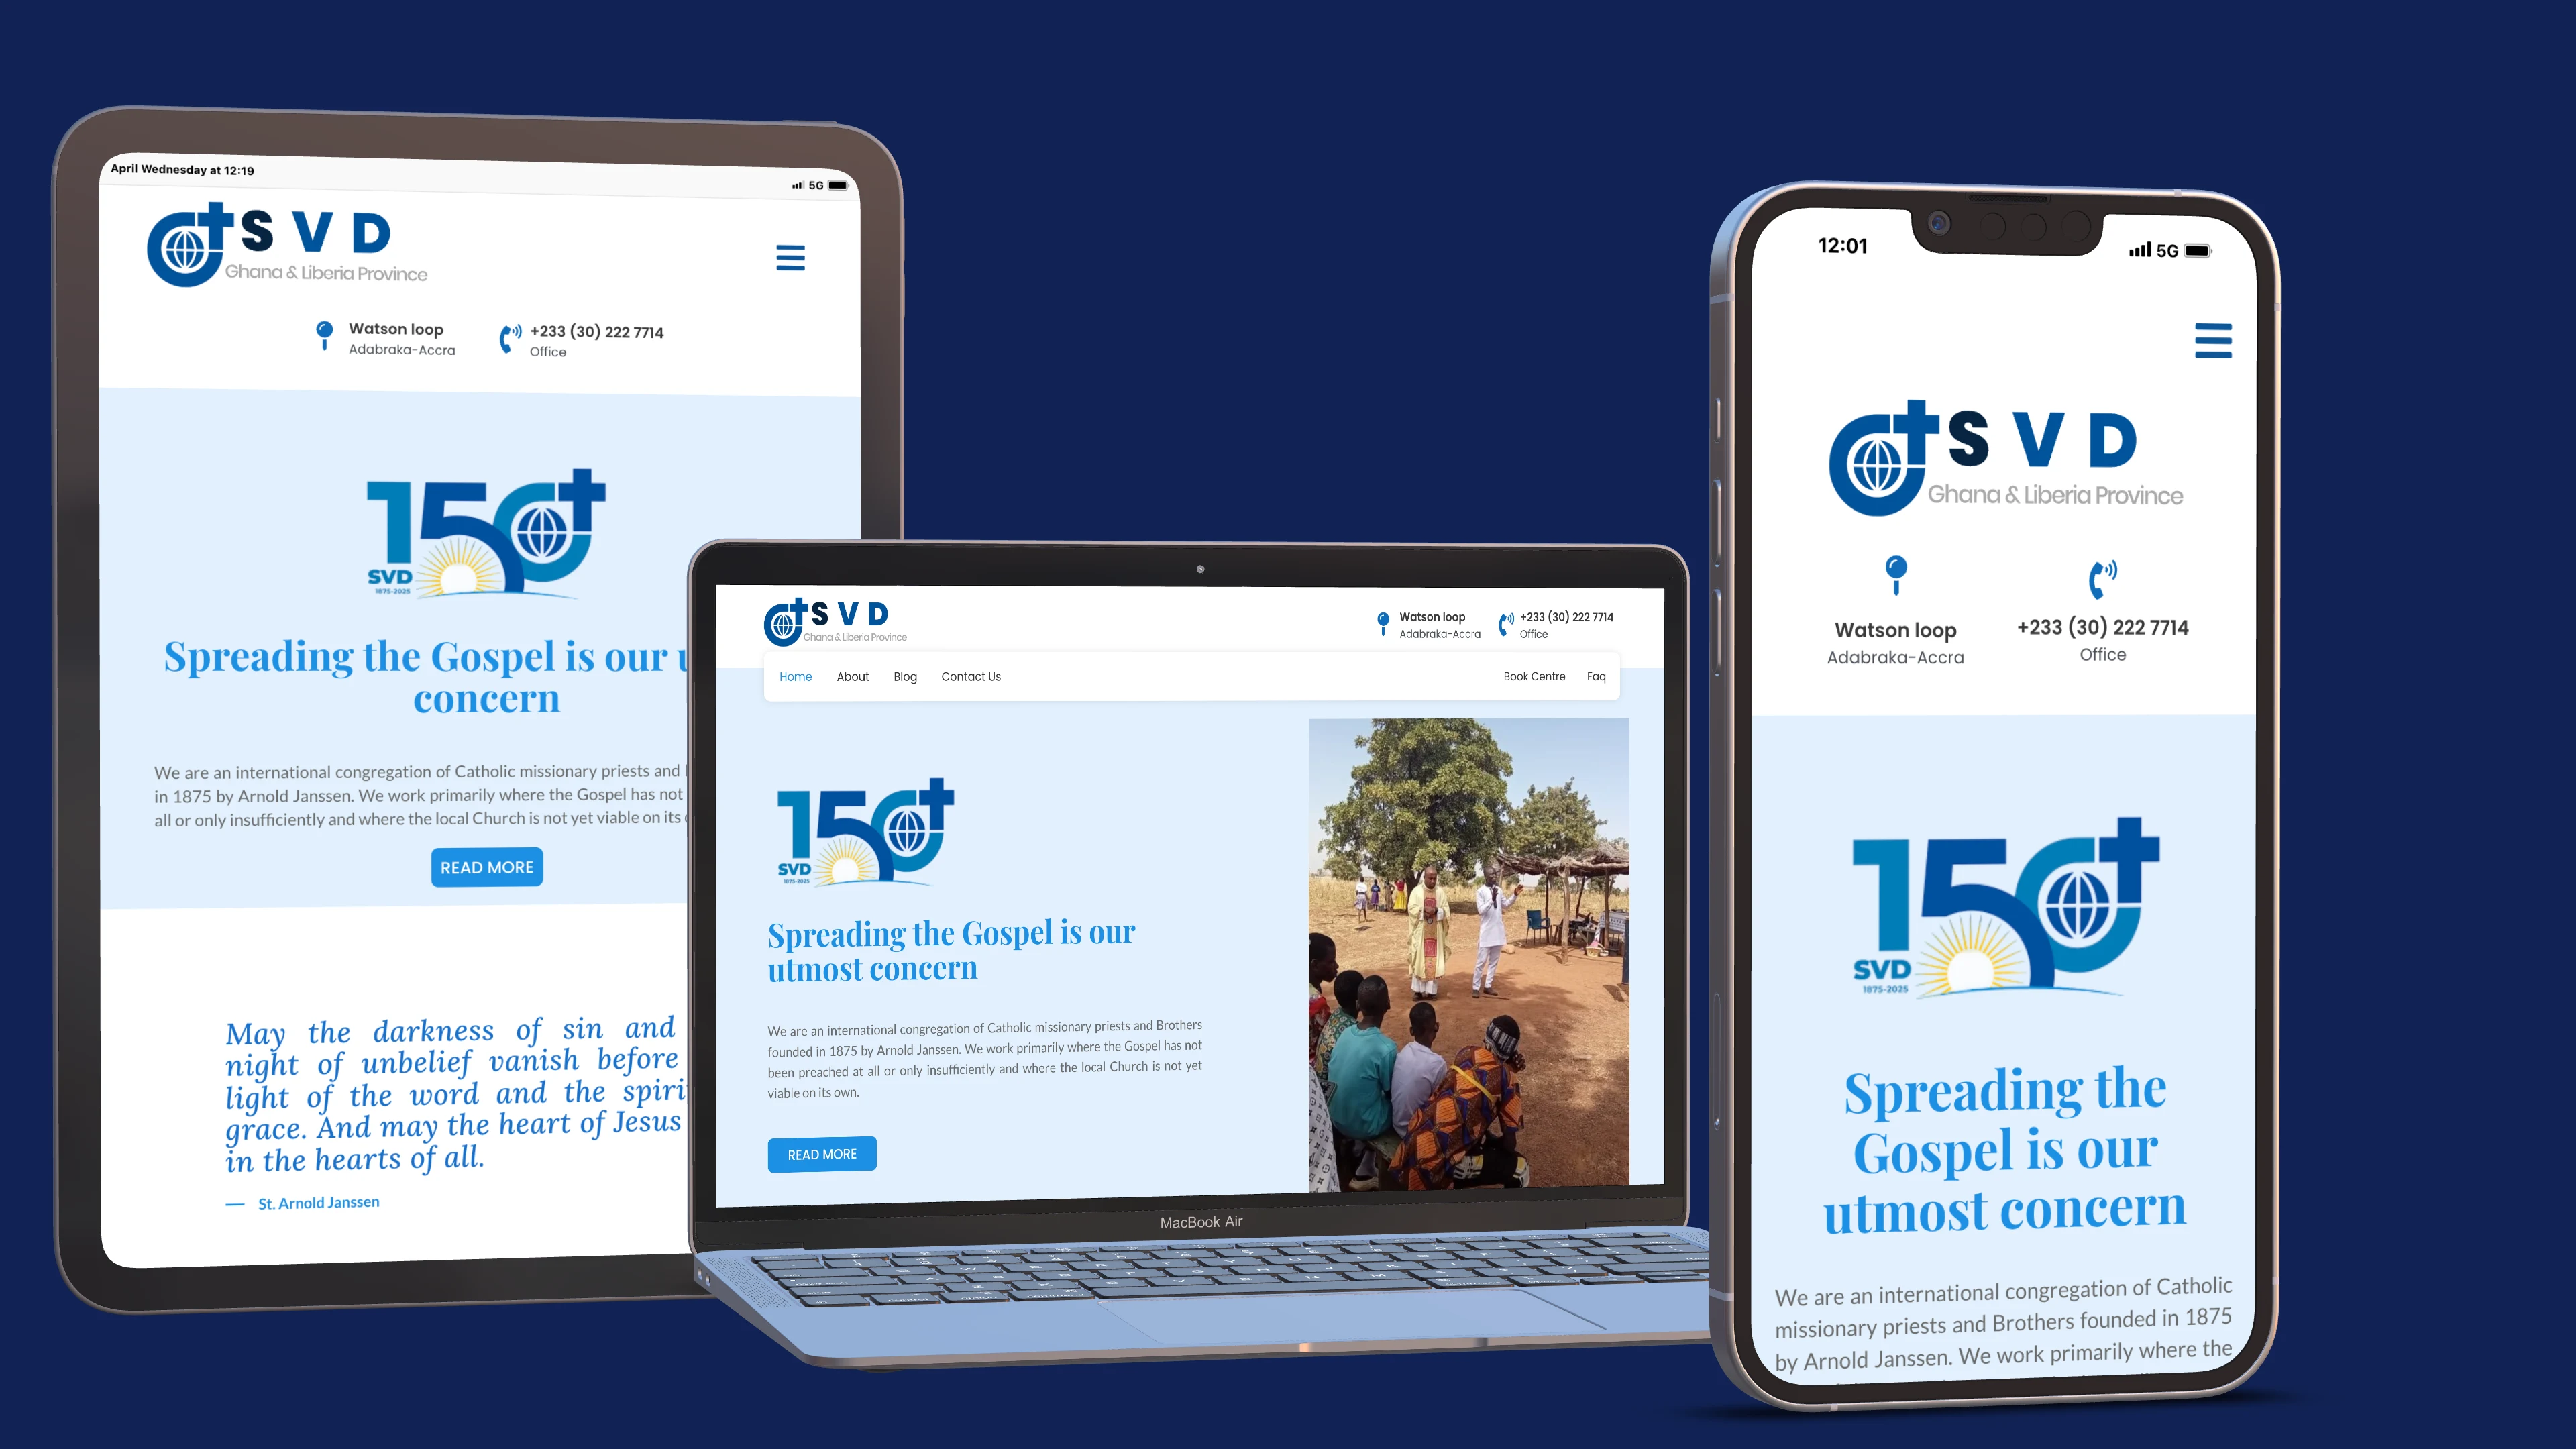 April Wednesday at 12:19
5G
SVD
Ghana & Liberia Province
Watson loop
Adabraka-Accra
+233 (30) 222 7714
Office
150
SVD
1875-2025
Spreading the Gospel is our
concern
We are an international congregation of Catholic missionary priests and
in 1875 by Arnold Janssen. We work primarily where the Gospel has not
all or only insufficiently and where the local Church is not yet viable on its
READ MORE
May the darkness of sin and
night of unbelief vanish before
light of the word and the spiri
grace. And may the heart of Jesus
in the hearts of all.
— St. Arnold Janssen
SVD
Ghana & Liberia Province
Watson loop
Adabraka-Accra
+233 (30) 222 7714
Office
Home About Blog Contact Us Book Centre Faq
150
SVD
1875-2025
Spreading the Gospel is our
utmost concern
We are an international congregation of Catholic missionary priests and Brothers
founded in 1875 by Arnold Janssen. We work primarily where the Gospel has not
been preached at all or only insufficiently and where the local Church is not yet
viable on its own.
READ MORE
MacBook Air
12:01
5G
SVD
Ghana & Liberia Province
Watson loop
Adabraka-Accra
+233 (30) 222 7714
Office
150
SVD
1875-2025
Spreading the
Gospel is our
utmost concern
We are an international congregation of Catholic
missionary priests and Brothers founded in 1875
by Arnold Janssen. We work primarily where the